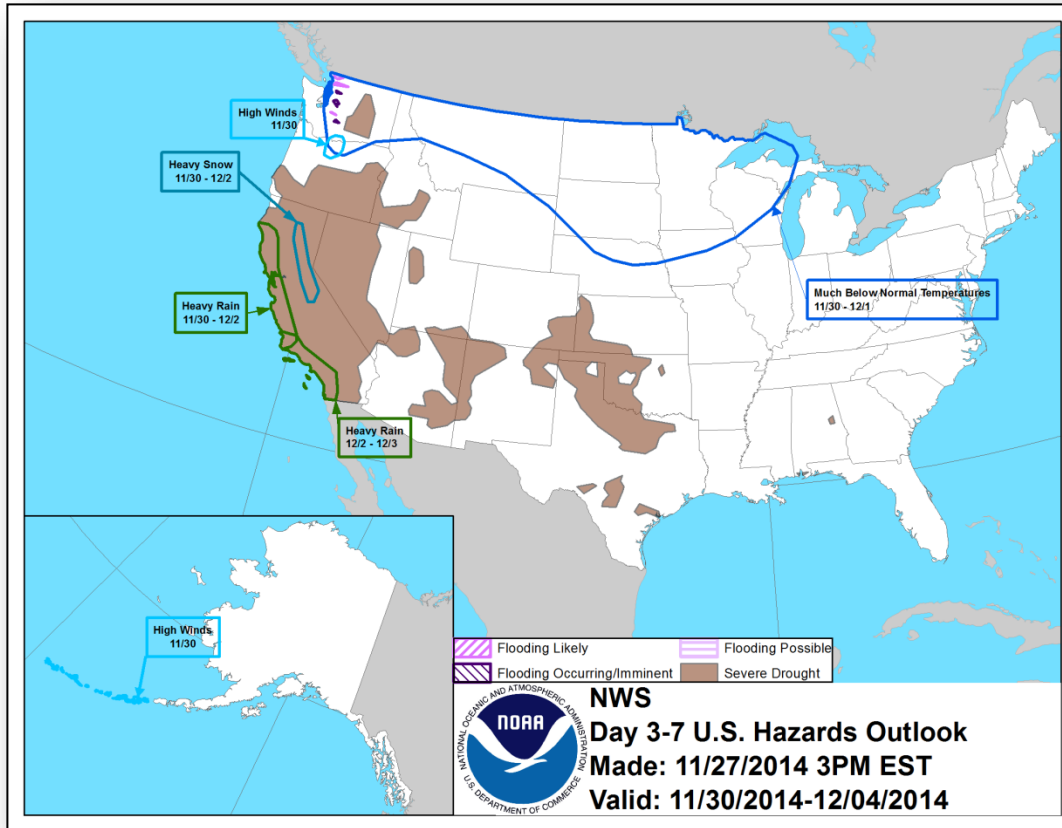 High Winds
11/30
Heavy Snow
11/30 - 12/2
Heavy Rain
11/30 - 12/2
Much Below Normal Temperatures
11/30 - 12/1
Heavy Rain
12/2 - 12/3
High Winds
11/30
Flooding Likely
Flooding Possible
Flooding Occurring/Imminent
Severe Drought
NATIONAL OCEANIC AND ATMOSPHERIC ADMINISTRATION
NOAA
U.S. DEPARTMENT OF COMMERCE
NWS
Day 3-7 U.S. Hazards Outlook
Made: 11/27/2014 3PM EST
Valid: 11/30/2014-12/04/2014